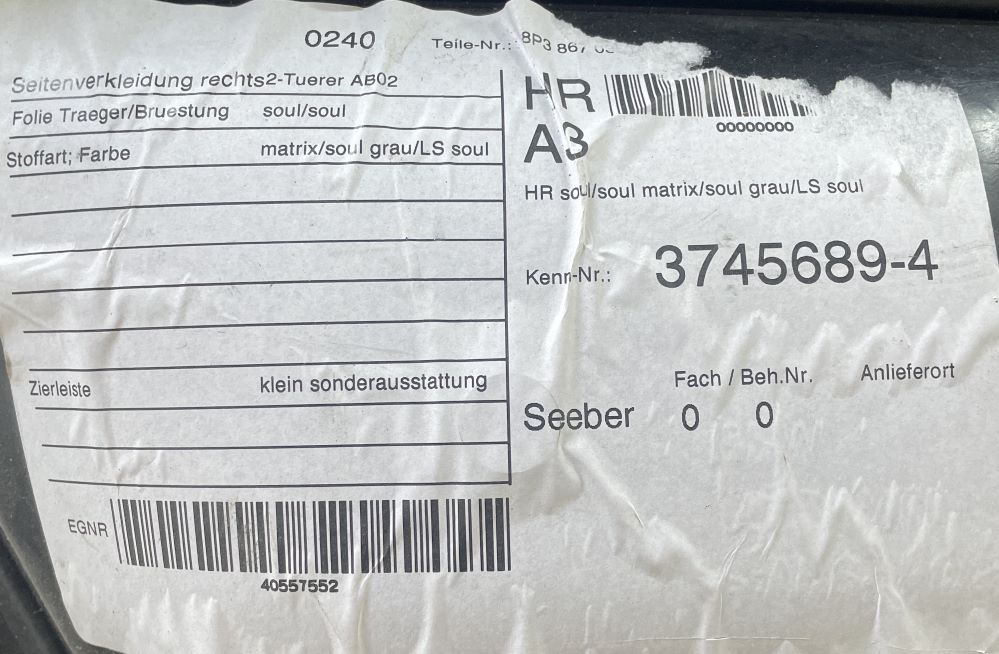 0240 Teile-Nr.: 8P3 867
Seitenverkleidung rechts2-Tuerer AB02
Folie Traeger/Bruestung soul/soul
Stoffart; Farbe matrix/soul grau/LS soul
Zierleiste klein sonderausstattung
EGNR
40557552
HR
00000000
A3
HR soul/soul matrix/soul grau/LS soul
Kenn-Nr.: 3745689-4
Fach / Beh.Nr. Anlieferort
Seeber 0 0